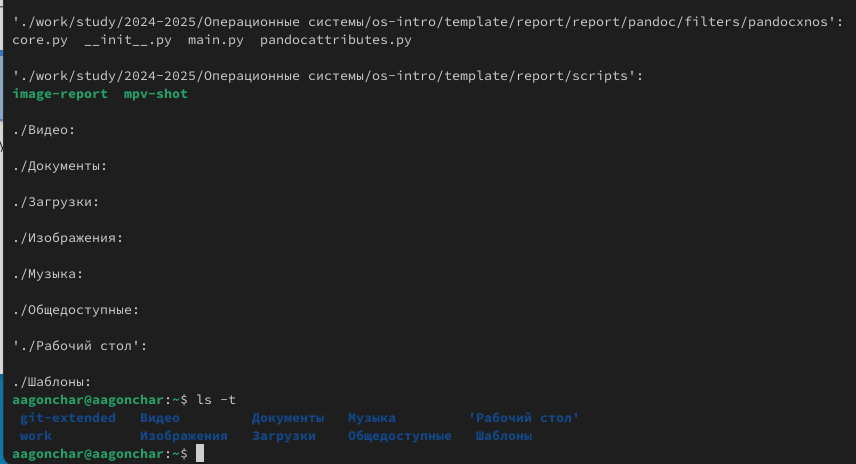 './work/study/2024-2025/Операционные системы/os-intro/template/report/report/pandoc/filters/pandocxnos':
core.py  __init__.py  main.py  pandocattributes.py
'./work/study/2024-2025/Операционные системы/os-intro/template/report/scripts':
image-report  mpv-shot
./Видео:
./Документы:
./Загрузки:
./Изображения:
./Музыка:
./Общедоступные:
'./Рабочий стол':
./Шаблоны:
aagonchar@aagonchar:~$ ls -t
git-extended   Видео         Документы   Музыка         'Рабочий стол'
work           Изображения   Загрузки    Общедоступные   Шаблоны
aagonchar@aagonchar:~$